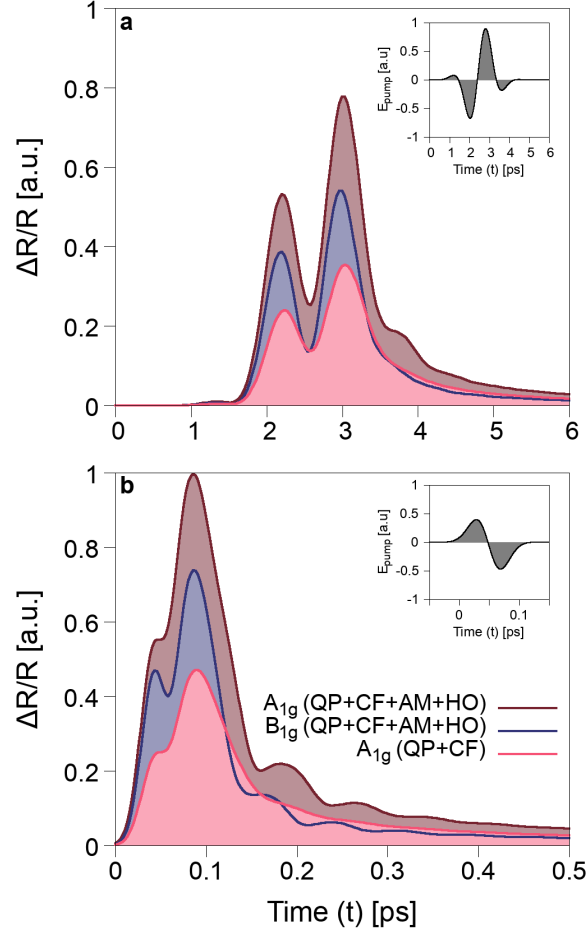 a
1
0.8
0.6
0.4
0.2
0
ΔR/R [a.u.]
0 1 2 3 4 5 6
1
0.5
0
-0.5
-1
E_pump [a.u]
0 1 2 3 4 5 6
Time (t) [ps]
b
1
0.8
0.6
0.4
0.2
0
ΔR/R [a.u.]
1
0.5
0
-0.5
-1
E_pump [a.u]
0 0.1
Time (t) [ps]
A1g (QP+CF+AM+HO)
B1g (QP+CF+AM+HO)
A1g (QP+CF)
0 0.1 0.2 0.3 0.4 0.5
Time (t) [ps]